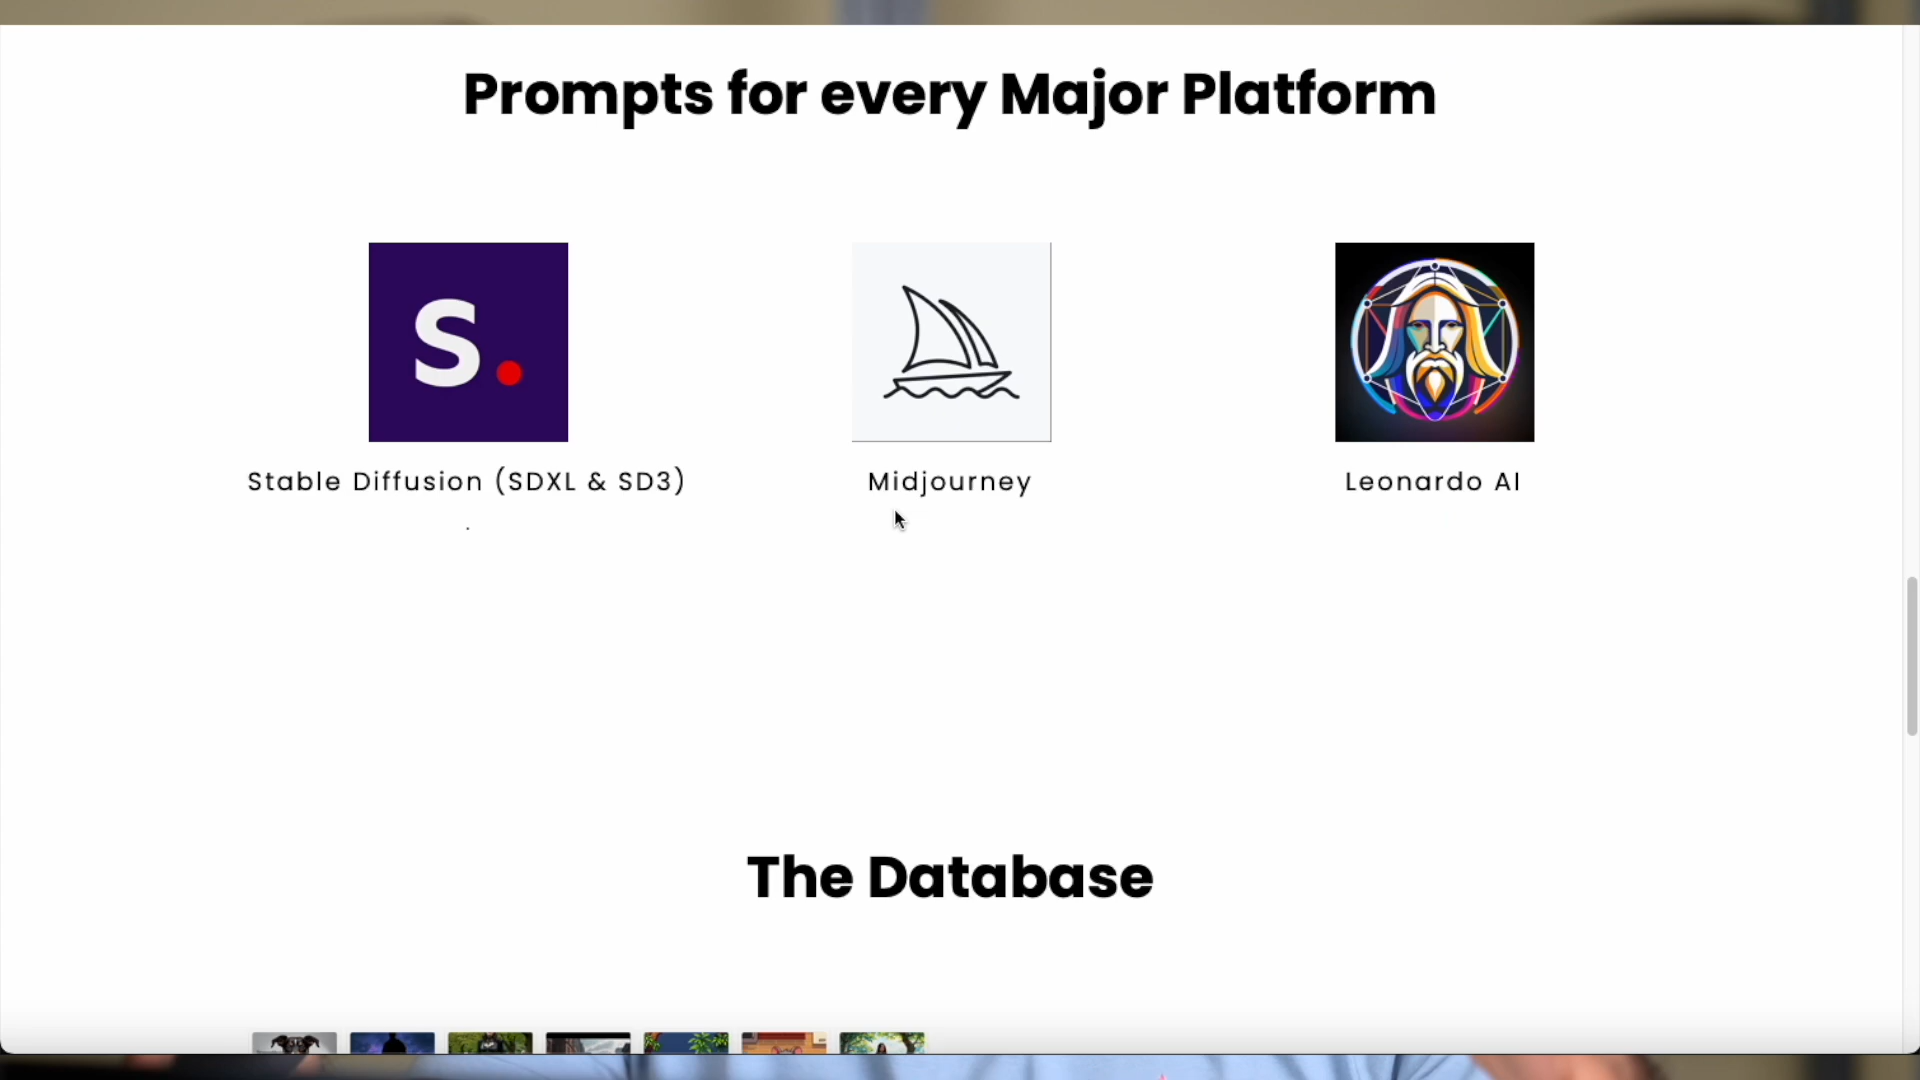 Prompts for every Major Platform
S.
Stable Diffusion (SDXL & SD3)
.
Midjourney
Leonardo AI
The Database